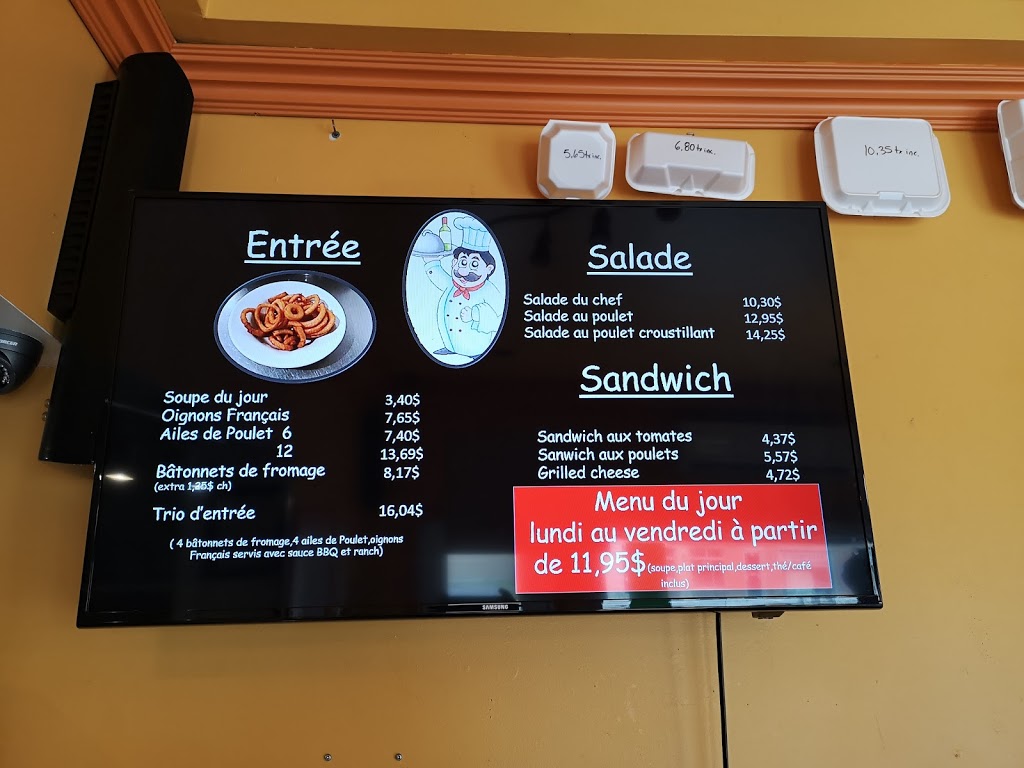 5,65 tx inc.
6,80 tx inc.
10,35 tx inc.
Entrée
Soupe du jour 3,40$
Oignons Français 7,65$
Ailes de Poulet 6 7,40$
12 13,69$
Bâtonnets de fromage 8,17$
(extra 1,35$ ch)
Trio d'entrée 16,04$
( 4 bâtonnets de fromage,4 ailes de Poulet,oignons
Français servis avec sauce BBQ et ranch)
Salade
Salade du chef 10,30$
Salade au poulet 12,95$
Salade au poulet croustillant 14,25$
Sandwich
Sandwich aux tomates 4,37$
Sanwich aux poulets 5,57$
Grilled cheese 4,72$
Menu du jour
lundi au vendredi à partir
de 11,95$(soupe,plat principal,dessert,thé/café
inclus)
SAMSUNG